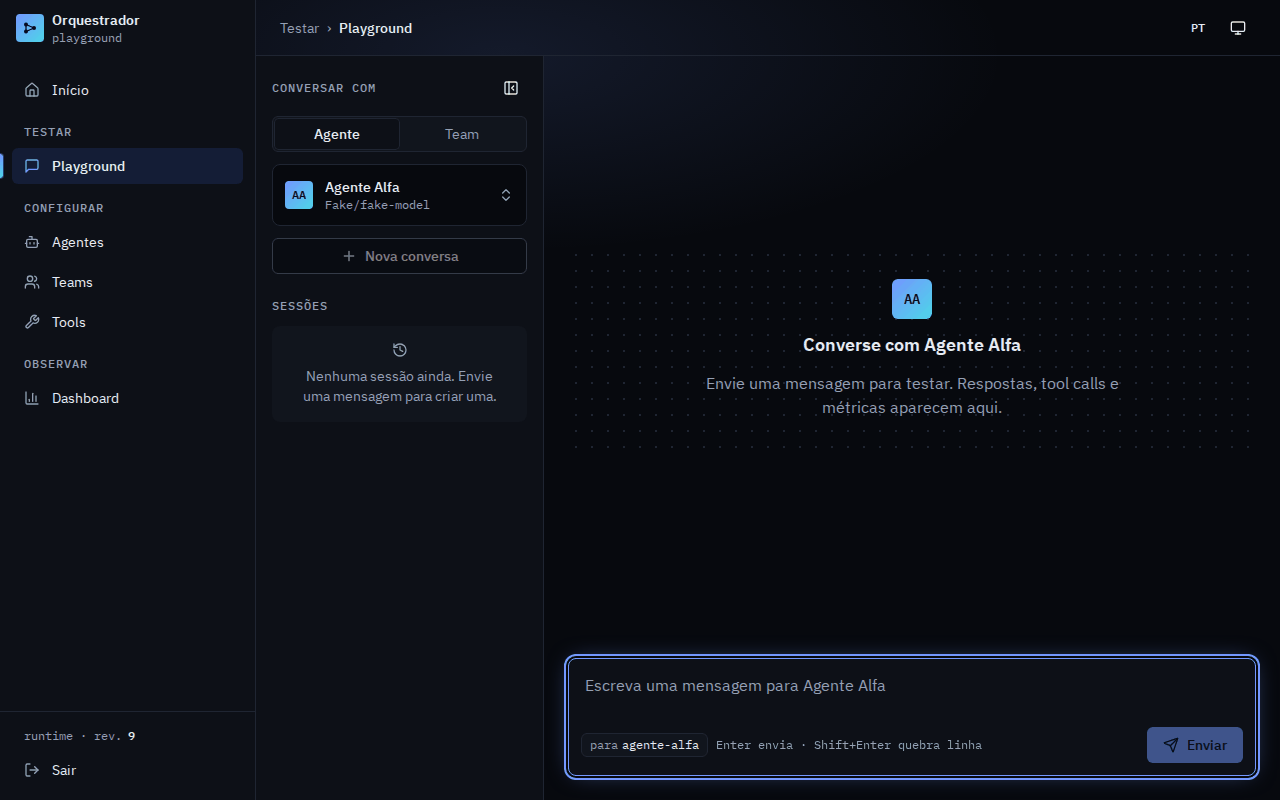 Orquestrador
playground
Início
TESTAR
Playground
CONFIGURAR
Agentes
Teams
Tools
OBSERVAR
Dashboard
runtime · rev. 9
Sair
Testar › Playground
PT
CONVERSAR COM
Agente
Team
AA
Agente Alfa
Fake/fake-model
Nova conversa
SESSÕES
Nenhuma sessão ainda. Envie
uma mensagem para criar uma.
AA
Converse com Agente Alfa
Envie uma mensagem para testar. Respostas, tool calls e
métricas aparecem aqui.
Escreva uma mensagem para Agente Alfa
para agente-alfa
Enter envia · Shift+Enter quebra linha
Enviar